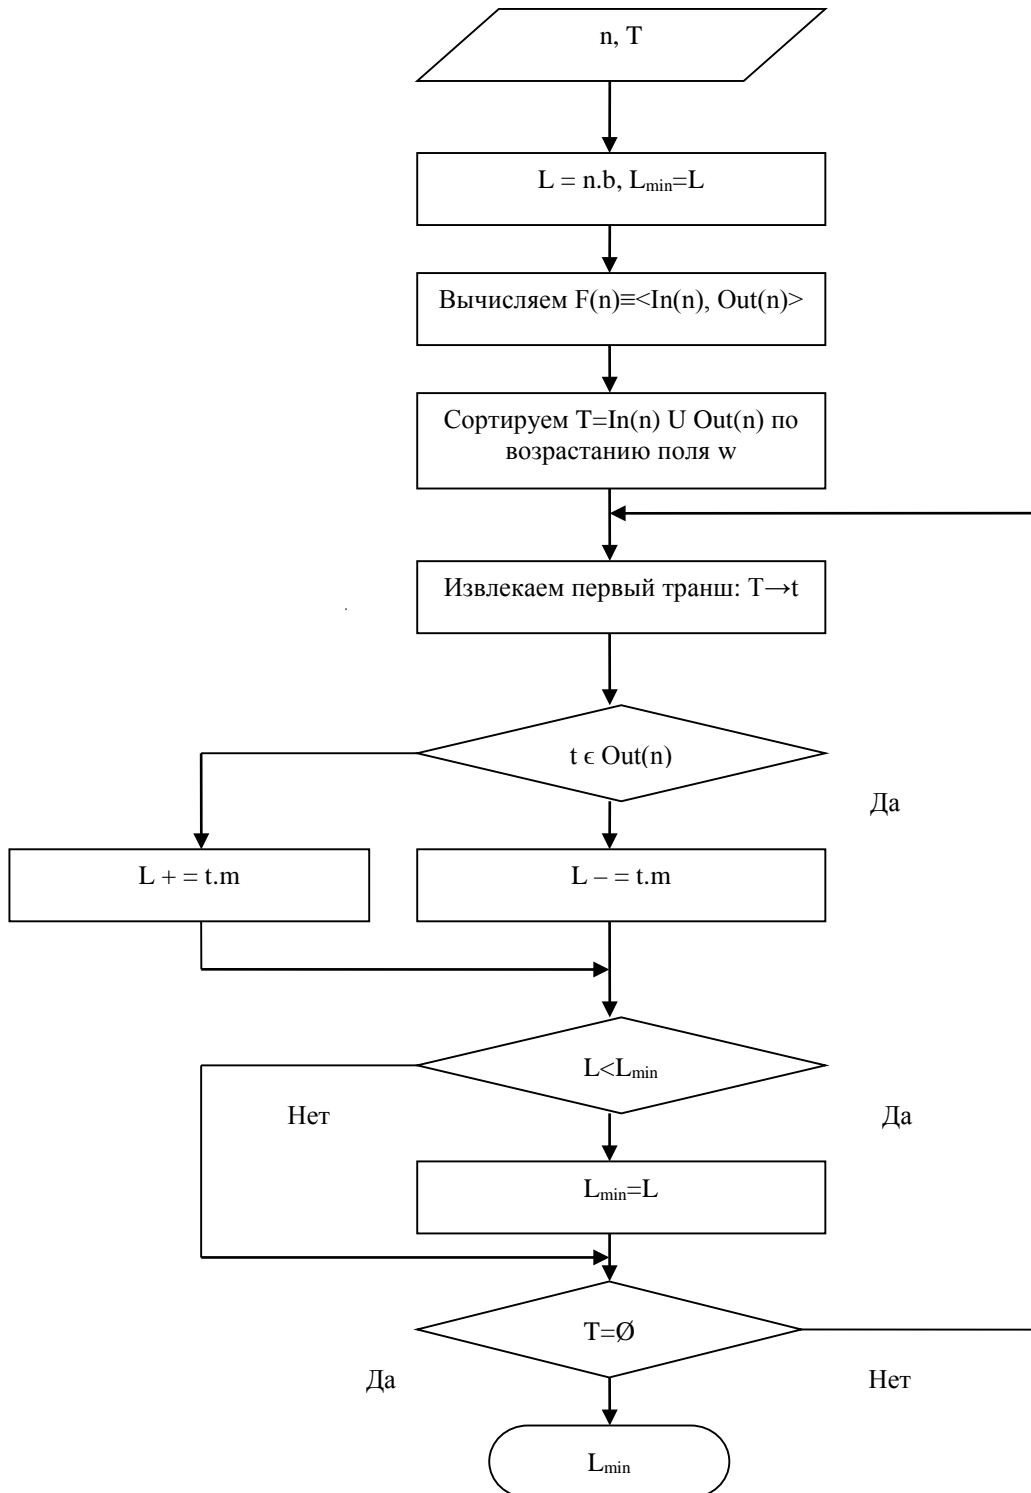 n, T
L = n.b, Lmin=L
Вычисляем F(n)≡<In(n), Out(n)>
Сортируем T=In(n) U Out(n) по
возрастанию поля w
Извлекаем первый транш: T→t
t ϵ Out(n)
Да
L + = t.m
L – = t.m
L<Lmin
Нет
Да
Lmin=L
T=Ø
Да
Нет
Lmin